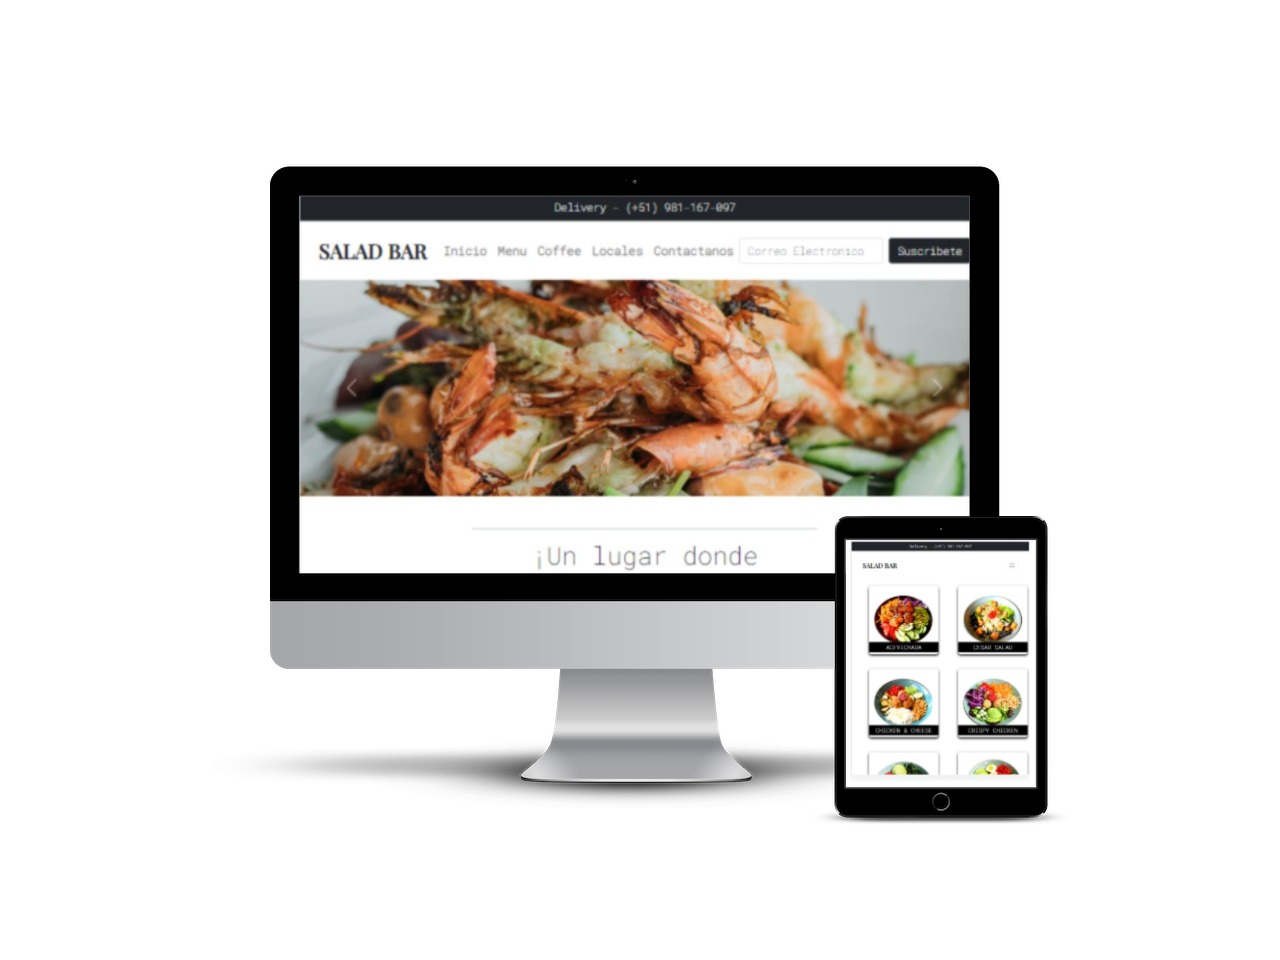 Delivery - (+51) 981-167-097
SALAD BAR Inicio Menu Coffee Locales Contactanos Correo Electronico Suscribete
¡Un lugar donde
Delivery - (+51) 981-167-097
SALAD BAR
ACEVICHADA CESAR SALAD
CHICKEN & CHEESE CRISPY CHICKEN